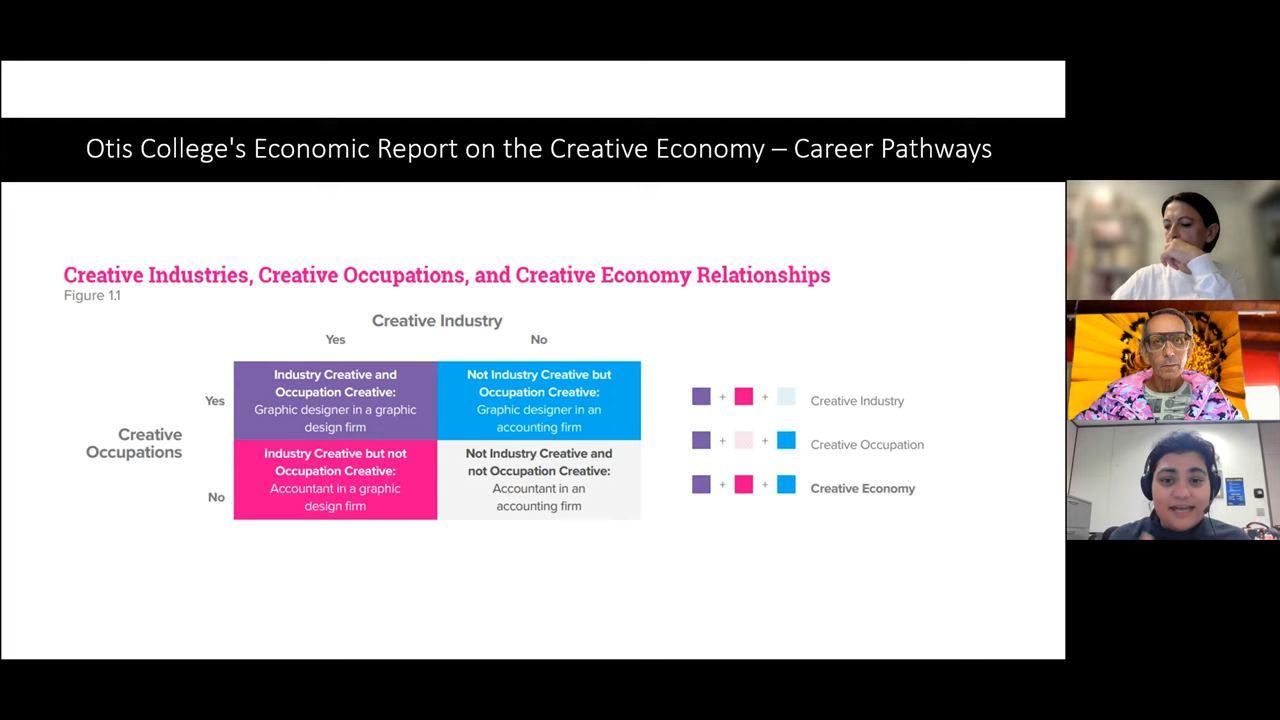 Otis College's Economic Report on the Creative Economy – Career Pathways
Creative Industries, Creative Occupations, and Creative Economy Relationships
Figure 1.1
Creative Industry
Yes
No
Creative
Occupations
Yes
Industry Creative and
Occupation Creative:
Graphic designer in a graphic
design firm
Not Industry Creative but
Occupation Creative:
Graphic designer in an
accounting firm
No
Industry Creative but not
Occupation Creative:
Accountant in a graphic
design firm
Not Industry Creative and
not Occupation Creative:
Accountant in an
accounting firm
+ + Creative Industry
+ + Creative Occupation
+ + Creative Economy